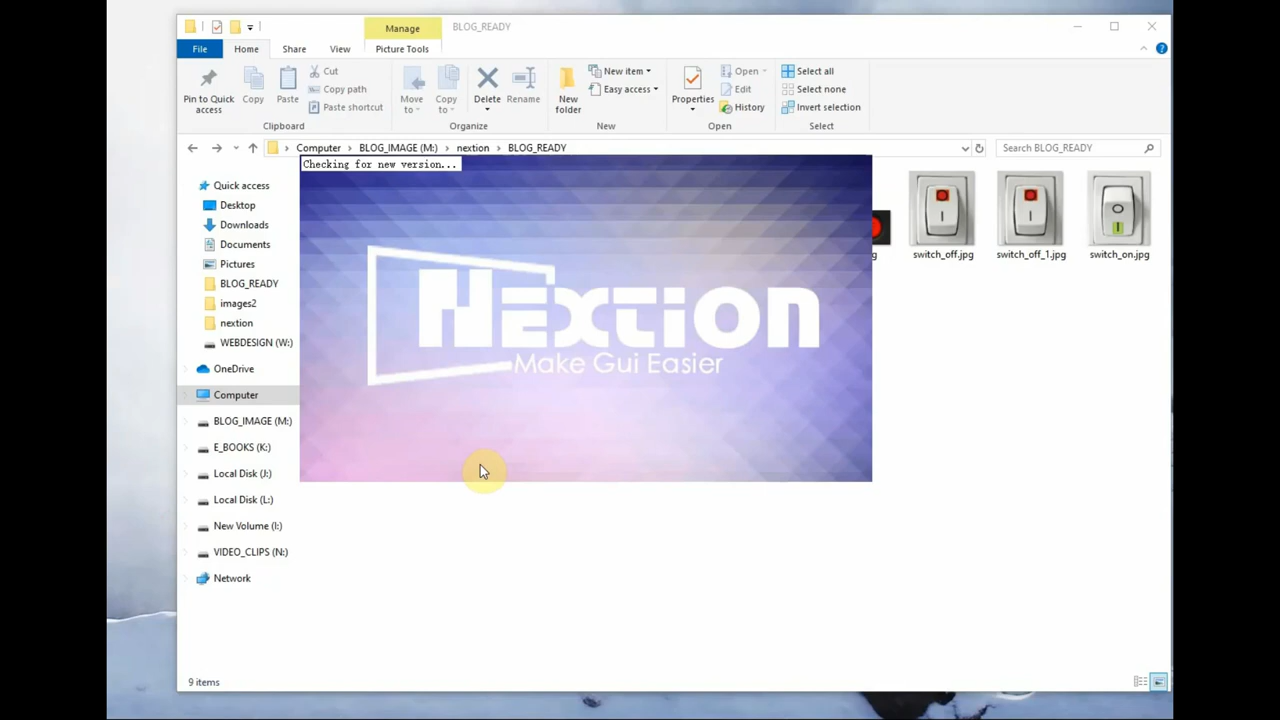 Manage
BLOG_READY
File
Home
Share
View
Picture Tools
Pin to Quick
access
Copy
Paste
Cut
Copy path
Paste shortcut
Clipboard
Move
to
Copy
to
Delete
Rename
Organize
New
folder
New item
Easy access
New
Properties
Open
Edit
History
Open
Select all
Select none
Invert selection
Select
Computer
BLOG_IMAGE (M:)
nextion
BLOG_READY
Search BLOG_READY
Checking for new version...
NEXTION
Make Gui Easier
Quick access
Desktop
Downloads
Documents
Pictures
BLOG_READY
images2
nextion
WEBDESIGN (W:)
OneDrive
Computer
BLOG_IMAGE (M:)
E_BOOKS (K:)
Local Disk (J:)
Local Disk (L:)
New Volume (I:)
VIDEO_CLIPS (N:)
Network
g
switch_off.jpg
switch_off_1.jpg
switch_on.jpg
9 items